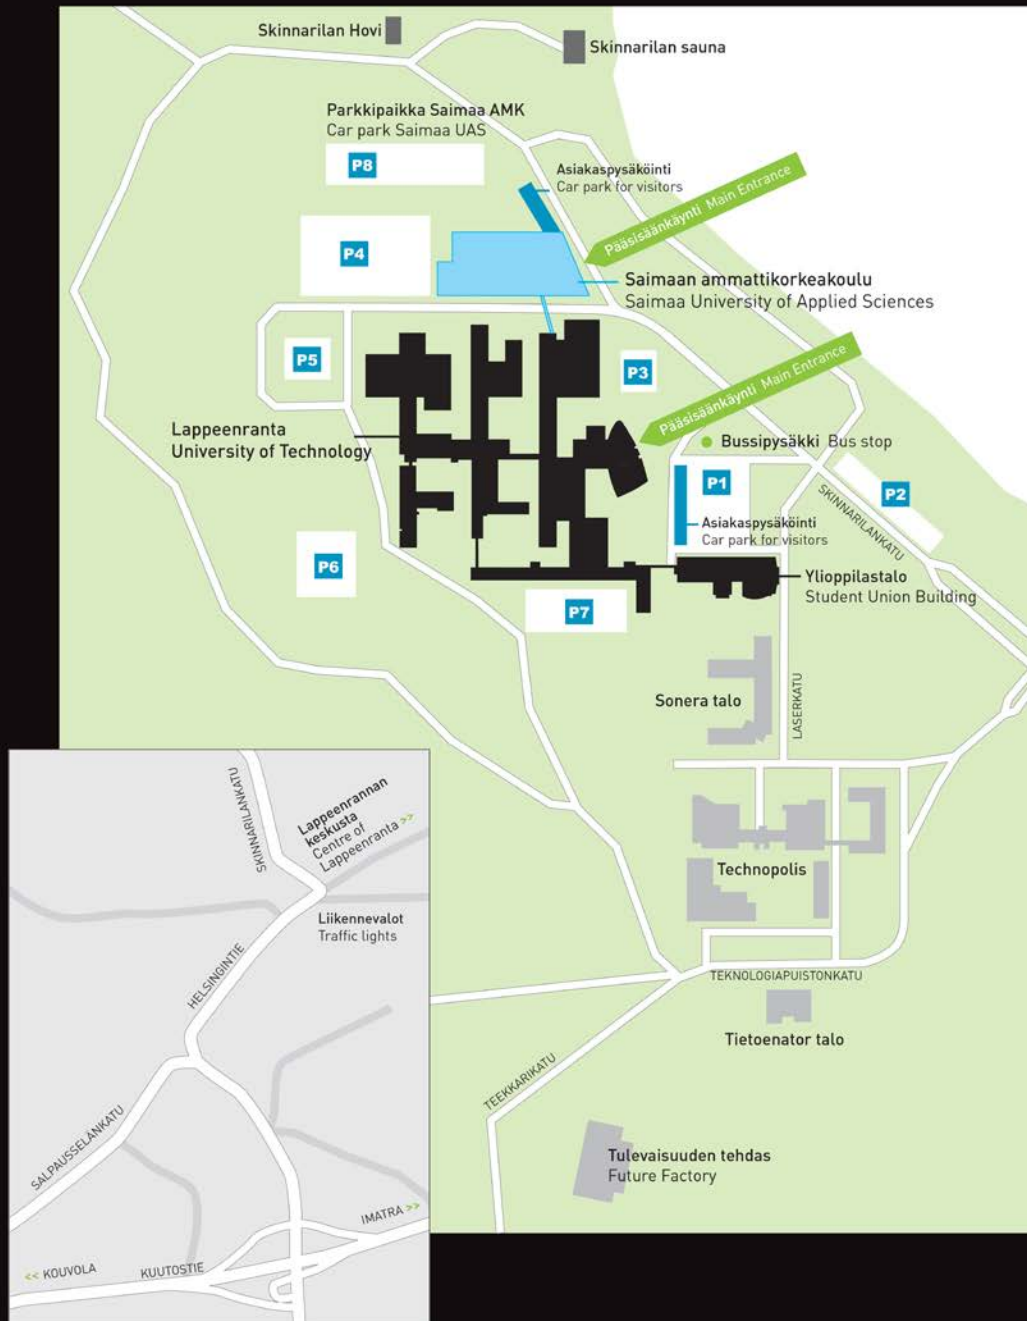 Skinnarilan Hovi
Skinnarilan sauna
Parkkipaikka Saimaa AMK
Car park Saimaa UAS
P8
Asiakaspysäköinti
Car park for visitors
Pääsisäänkäynti Main Entrance
P4
Saimaan ammattikorkeakoulu
Saimaa University of Applied Sciences
P5
P3
Pääsisäänkäynti Main Entrance
Lappeenranta
University of Technology
Bussipysäkki Bus stop
P1
P2
SKINNARILANKATU
Asiakaspysäköinti
Car park for visitors
P6
Ylioppilastalo
Student Union Building
P7
Sonera talo
LASERKATU
Technopolis
TEKNOLOGIAPUISTONKATU
Tietoenator talo
TEEKKARIKATU
Tulevaisuuden tehdas
Future Factory
SKINNARILANKATU
Lappeenrannan
keskusta
Centre of
Lappeenranta >>
Liikennevalot
Traffic lights
HELSINGINTIE
SALPAUSSELÄNKATU
IMATRA >>
<< KOUVOLA
KUUTOSTIE